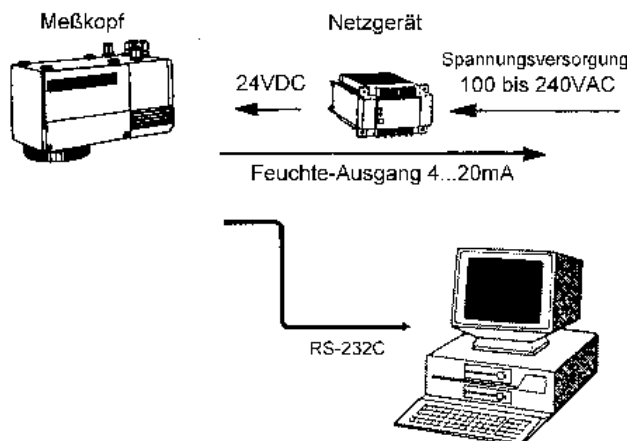 Meßkopf
Netzgerät
24VDC
Spannungsversorgung
100 bis 240VAC
Feuchte-Ausgang 4...20mA
RS-232C